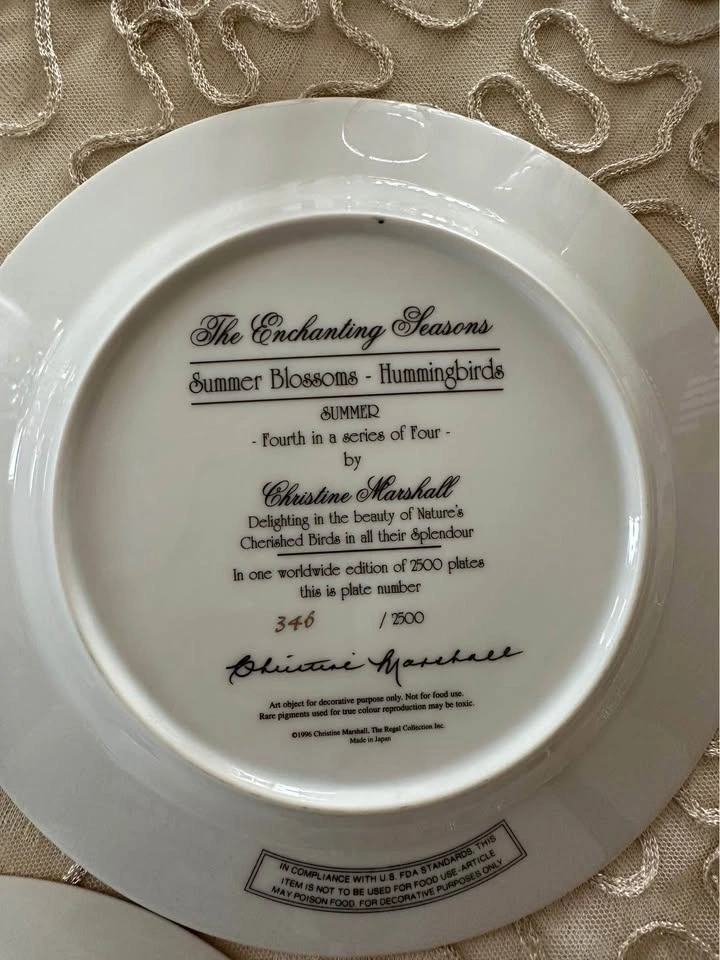 The Enchanting Seasons
Summer Blossoms - Hummingbirds
SUMMER
- Fourth in a series of Four -
by
Christine Marshall
Delighting in the beauty of Nature's
Cherished Birds in all their Splendour
In one worldwide edition of 2500 plates
this is plate number
346 / 2500
Christine Marshall
Art object for decorative purpose only. Not for food use.
Rare pigments used for true colour reproduction may be toxic.
©1996 Christine Marshall, The Regal Collection Inc.
Made in Japan
IN COMPLIANCE WITH U.S. FDA STANDARDS, THIS
ITEM IS NOT TO BE USED FOR FOOD USE-ARTICLE
MAY POISON FOOD. FOR DECORATIVE PURPOSES ONLY